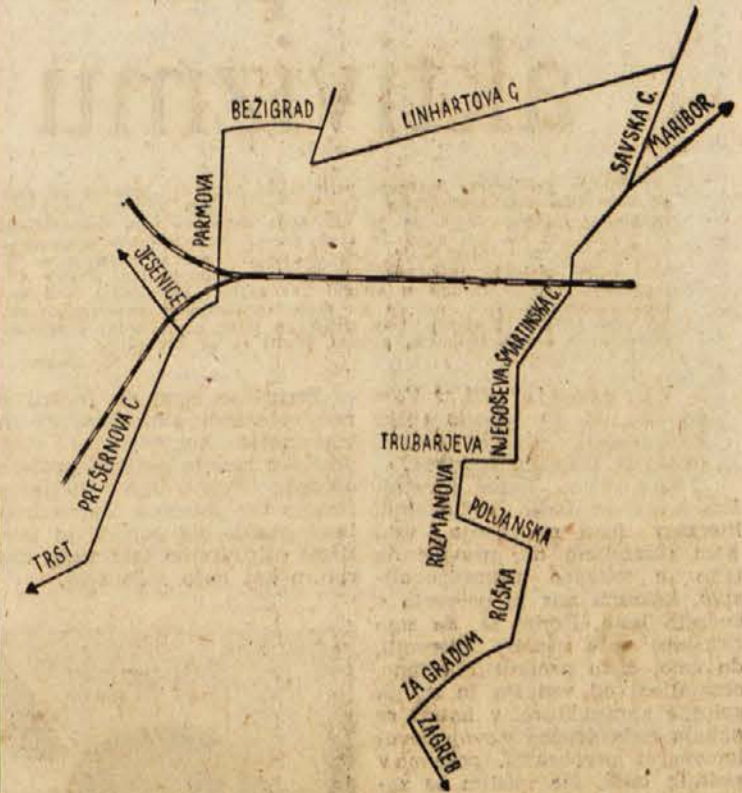 BEŽIGRAD
LINHARTOVA C.
SAVSKA C.
MARIBOR
PARMOVA
JESENICE
ŠMARTINSKA C.
PREŠERNOVA C.
NJEGOŠEVA
TRUBARJEVA
ROZMANOVA
POLJANSKA
TRST
ROŠKA
ZA GRADOM
ZAGREB